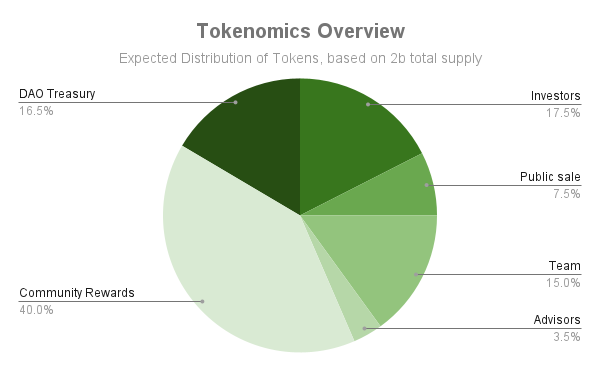 Tokenomics Overview
Expected Distribution of Tokens, based on 2b total supply
DAO Treasury
16.5%
Investors
17.5%
Public sale
7.5%
Team
15.0%
Community Rewards
40.0%
Advisors
3.5%